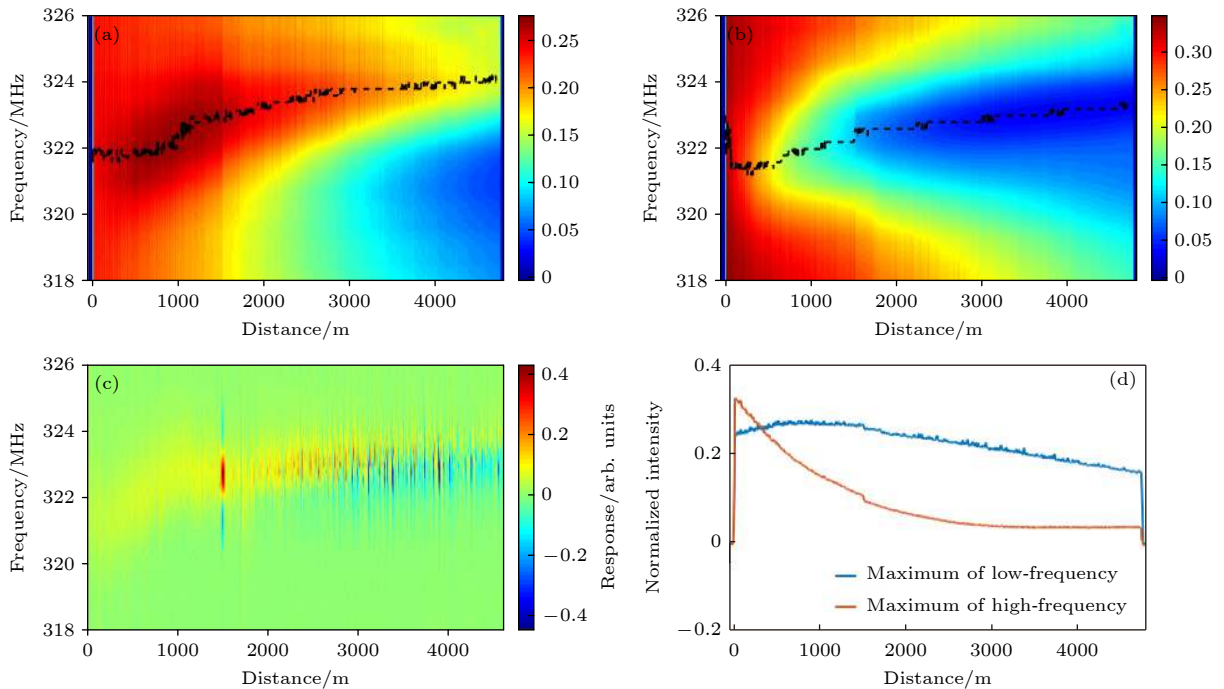 326
324
322
320
318
Frequency/MHz
(a)
0 1000 2000 3000 4000
Distance/m
0.25
0.20
0.15
0.10
0.05
0
326
324
322
320
318
Frequency/MHz
(b)
0 1000 2000 3000 4000
Distance/m
0.30
0.25
0.20
0.15
0.10
0.05
0
326
324
322
320
318
Frequency/MHz
(c)
0 1000 2000 3000 4000
Distance/m
0.4
0.2
0
−0.2
−0.4
Response/arb. units
0.4
0.2
0
−0.2
Normalized intensity
(d)
Maximum of low-frequency
Maximum of high-frequency
0 1000 2000 3000 4000
Distance/m